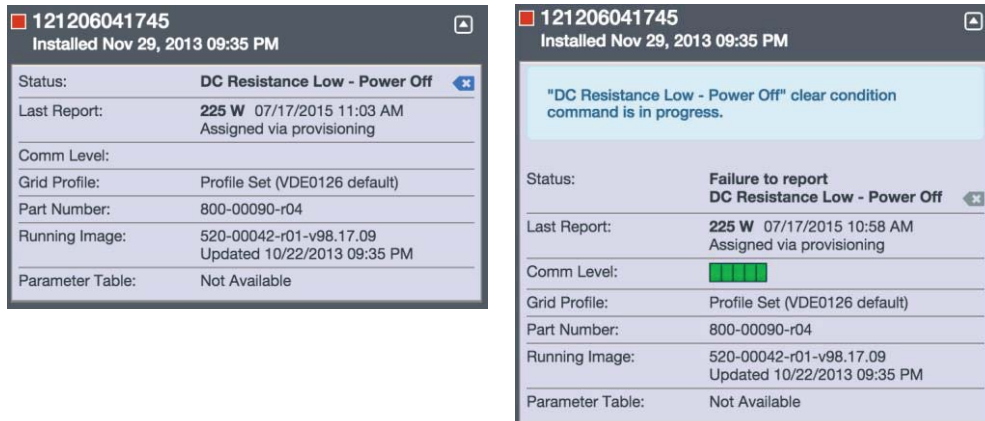 121206041745
Installed Nov 29, 2013 09:35 PM
Status: DC Resistance Low - Power Off
Last Report: 225 W 07/17/2015 11:03 AM
Assigned via provisioning
Comm Level:
Grid Profile: Profile Set (VDE0126 default)
Part Number: 800-00090-r04
Running Image: 520-00042-r01-v98.17.09
Updated 10/22/2013 09:35 PM
Parameter Table: Not Available
121206041745
Installed Nov 29, 2013 09:35 PM
"DC Resistance Low - Power Off" clear condition
command is in progress.
Status: Failure to report
DC Resistance Low - Power Off
Last Report: 225 W 07/17/2015 10:58 AM
Assigned via provisioning
Comm Level:
Grid Profile: Profile Set (VDE0126 default)
Part Number: 800-00090-r04
Running Image: 520-00042-r01-v98.17.09
Updated 10/22/2013 09:35 PM
Parameter Table: Not Available